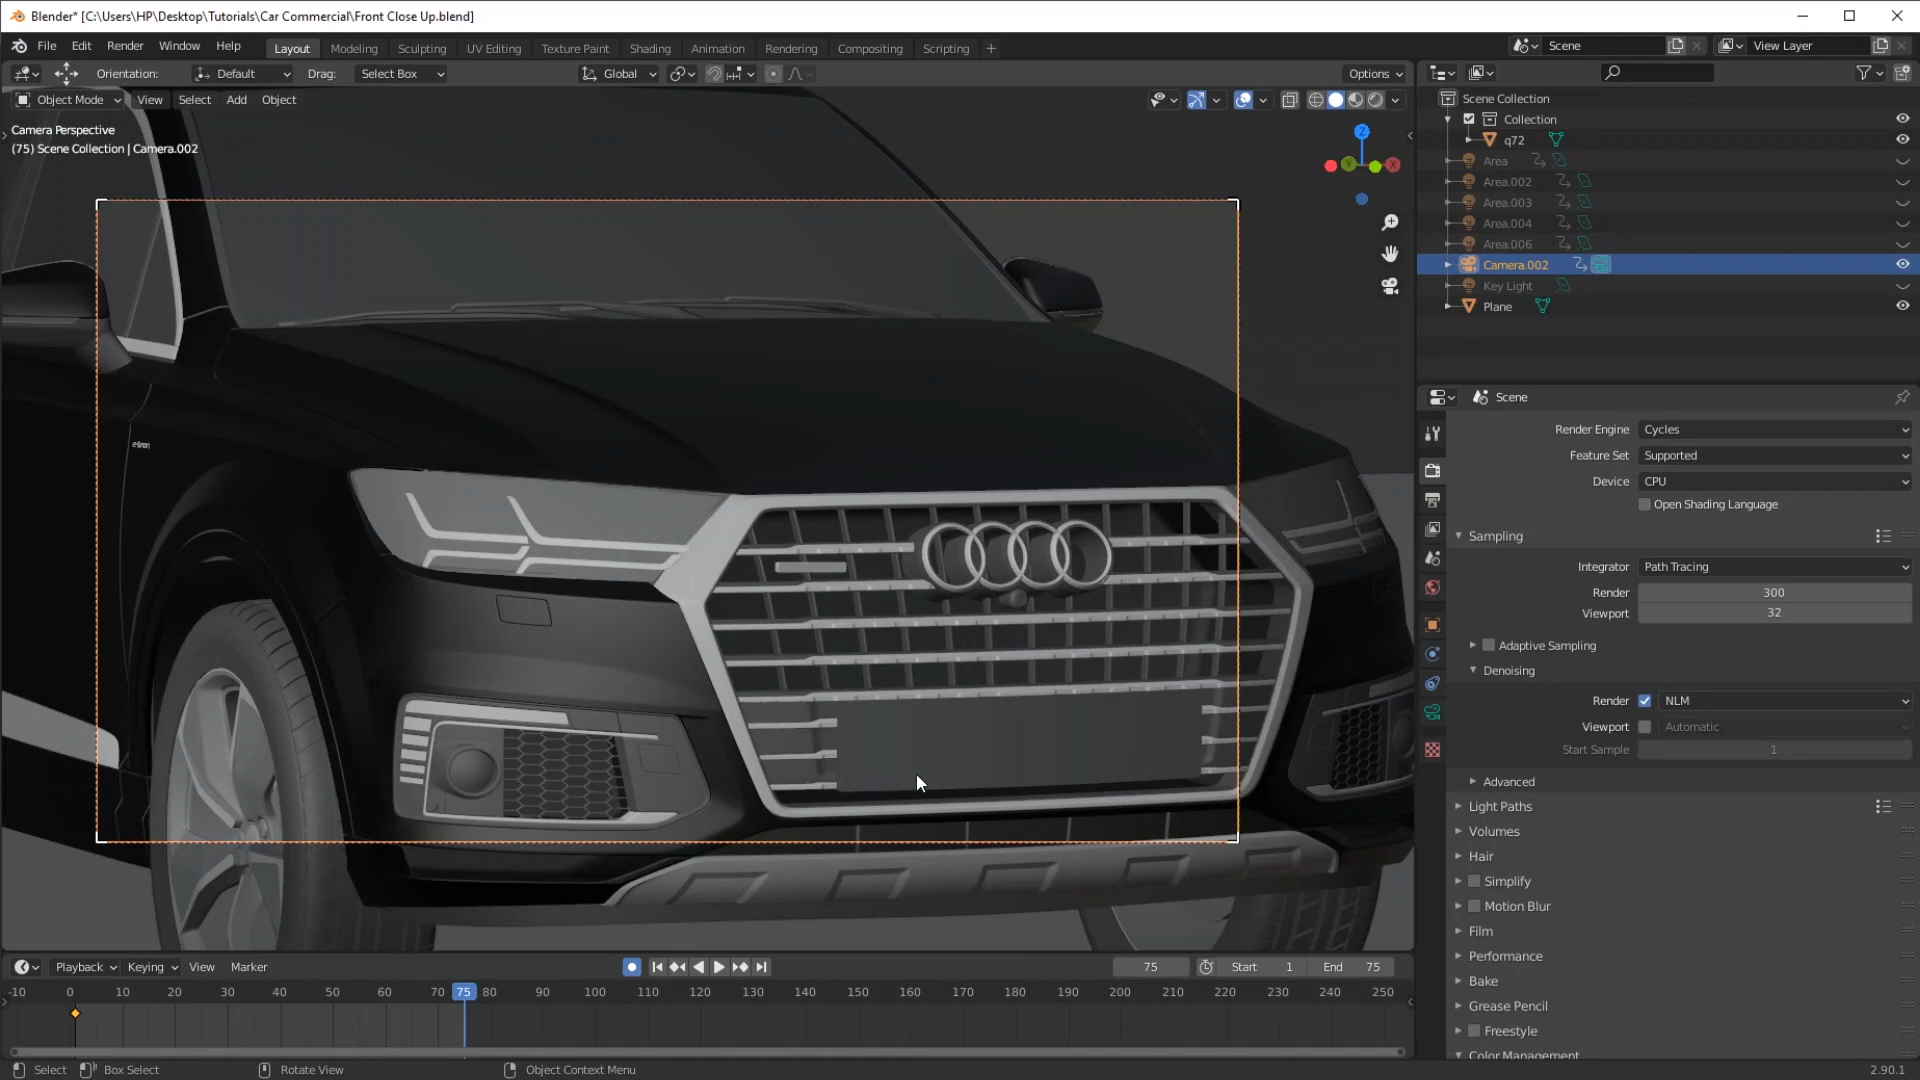 Blender* [C:\Users\HP\Desktop\Tutorials\Car Commercial\Front Close Up.blend]
File Edit Render Window Help Layout Modeling Sculpting UV Editing Texture Paint Shading Animation Rendering Compositing Scripting + Scene View Layer
Orientation: Default Drag: Select Box Global Options
Object Mode View Select Add Object
Camera Perspective
(75) Scene Collection | Camera.002
Z
Y
X
e-tron
Scene Collection
Collection
q72
Area
Area.002
Area.003
Area.004
Area.006
Camera.002
Key Light
Plane
Scene
Render Engine Cycles
Feature Set Supported
Device CPU
Open Shading Language
Sampling
Integrator Path Tracing
Render 300
Viewport 32
Adaptive Sampling
Denoising
Render NLM
Viewport Automatic
Start Sample 1
Advanced
Light Paths
Volumes
Hair
Simplify
Motion Blur
Film
Performance
Bake
Grease Pencil
Freestyle
Color Management
Playback Keying View Marker 75 Start 1 End 75
-10 0 10 20 30 40 50 60 70 75 80 90 100 110 120 130 140 150 160 170 180 190 200 210 220 230 240 250
Select Box Select Rotate View Object Context Menu 2.90.1